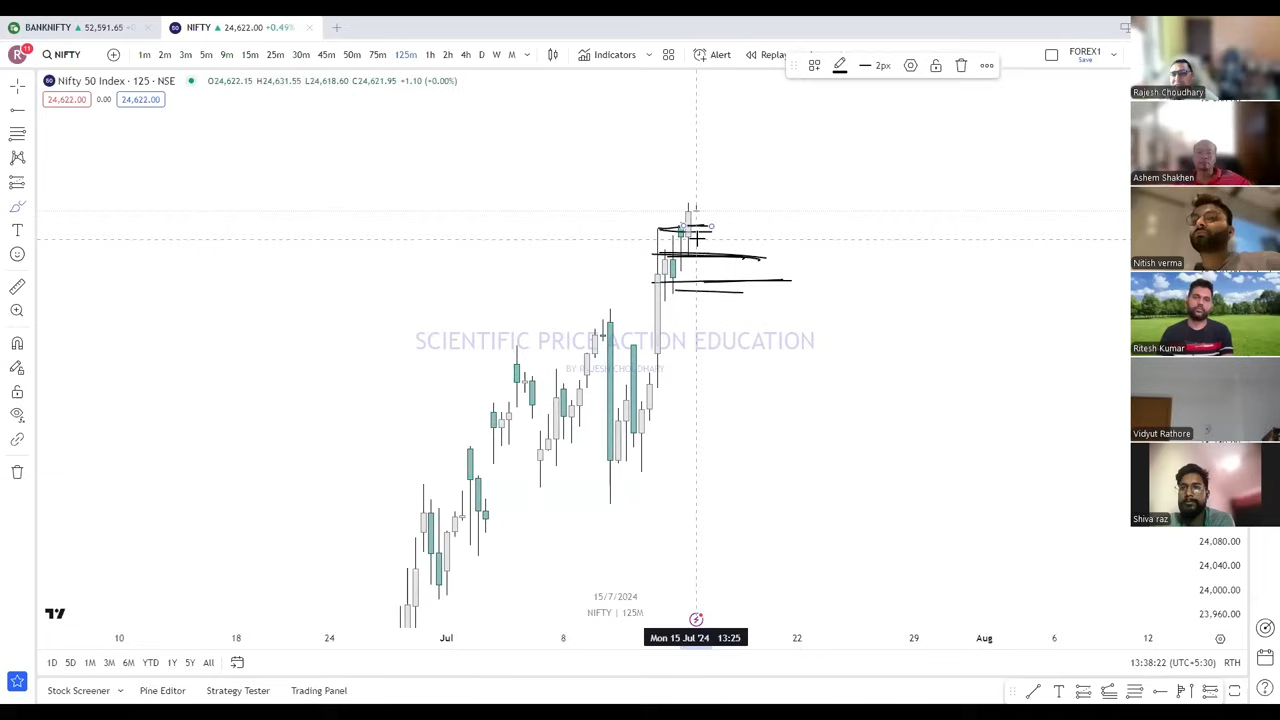 BANKNIFTY ▲ 52,591.65
NIFTY ▲ 24,622.00 +0.49%
R 11 NIFTY 1m 2m 3m 5m 9m 15m 25m 30m 45m 50m 75m 125m 1h 2h 4h D W M Indicators Alert Replay 2px FOREX1
Save
50 Nifty 50 Index · 125 · NSE O24,622.15 H24,631.55 L24,618.60 C24,621.95 +1.10 (+0.00%)
24,622.00 0.00 24,622.00
Rajesh Choudhary
Ashem Shakhen
Nitish verma
Ritesh Kumar
Vidyut Rathore
Shiva raz
SCIENTIFIC PRICE ACTION EDUCATION
24,080.00
24,040.00
24,000.00
23,960.00
15/7/2024
NIFTY | 125M
10 18 24 Jul 8 Mon 15 Jul '24 13:25 22 29 Aug 6 12
1D 5D 1M 3M 6M YTD 1Y 5Y All 13:38:22 (UTC+5:30) RTH
Stock Screener Pine Editor Strategy Tester Trading Panel